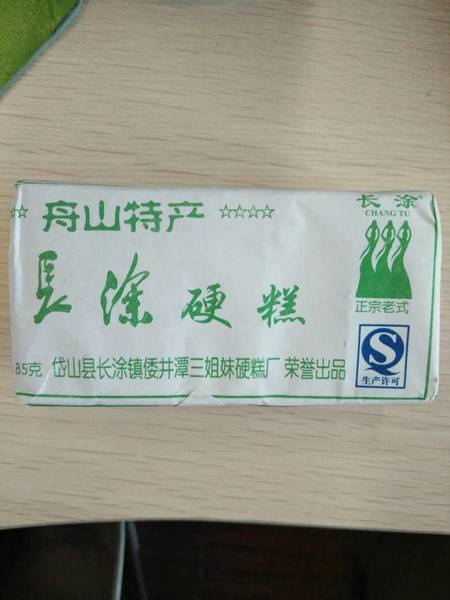 ☆☆ 舟山特产 ☆☆☆☆
長涂硬糕
85克 岱山县长涂镇倭井潭三姐妹硬糕厂 荣誉出品
长涂
CHANG TU
正宗老式
生产许可